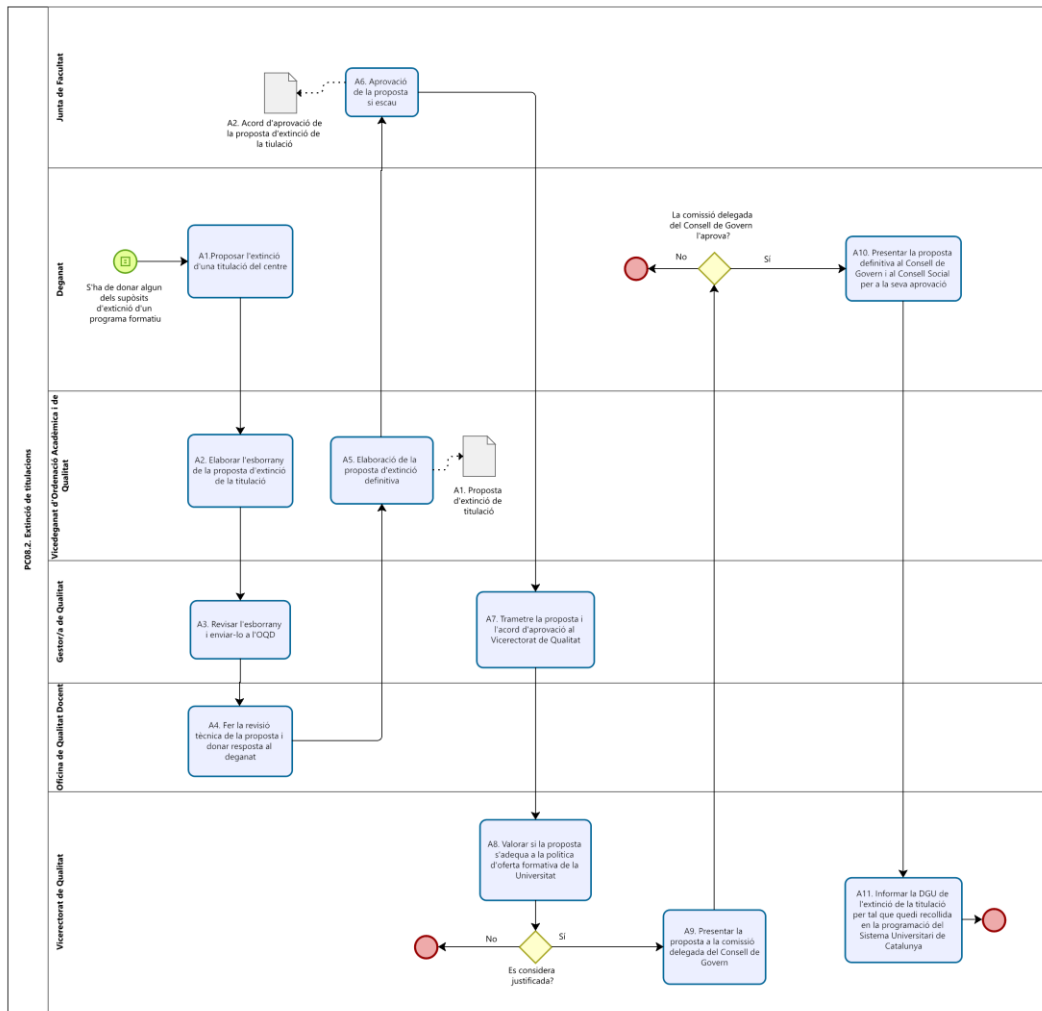 PC08.2. Extinció de titulacions
Junta de Facultat
A6. Aprovació
de la proposta
si escau
A2. Acord d'aprovació de
la proposta d'extinció de
la tiulació
Deganat
S'ha de donar algun
dels supòsits
d'exticnió d'un
programa formatiu
A1.Proposar l'extinció
d'una titulació del centre
La comissió delegada
del Consell de Govern
l'aprova?
No
Sí
A10. Presentar la proposta
definitiva al Consell de
Govern i al Consell Social
per a la seva aprovació
Vicedeganat d'Ordenació Acadèmica i de
Qualitat
A2. Elaborar l'esborrany
de la proposta d'extinció
de la titulació
A5. Elaboració de la
proposta d'extinció
definitiva
A1. Proposta
d'extinció de
titulació
Gestor/a de Qualitat
A3. Revisar l'esborrany
i enviar-lo a l'OQD
A7. Trametre la proposta i
l'acord d'aprovació al
Vicerectorat de Qualitat
Oficina de Qualitat Docent
A4. Fer la revisió
tècnica de la proposta i
donar resposta al
deganat
Vicerectorat de Qualitat
A8. Valorar si la proposta
s'adequa a la política
d'oferta formativa de la
Universitat
No
Sí
Es considera
justificada?
A9. Presentar la
proposta a la comissió
delegada del Consell de
Govern
A11. Informar la DGU de
l'extinció de la titulació
per tal que quedi recollida
en la programació del
Sistema Universitari de
Catalunya